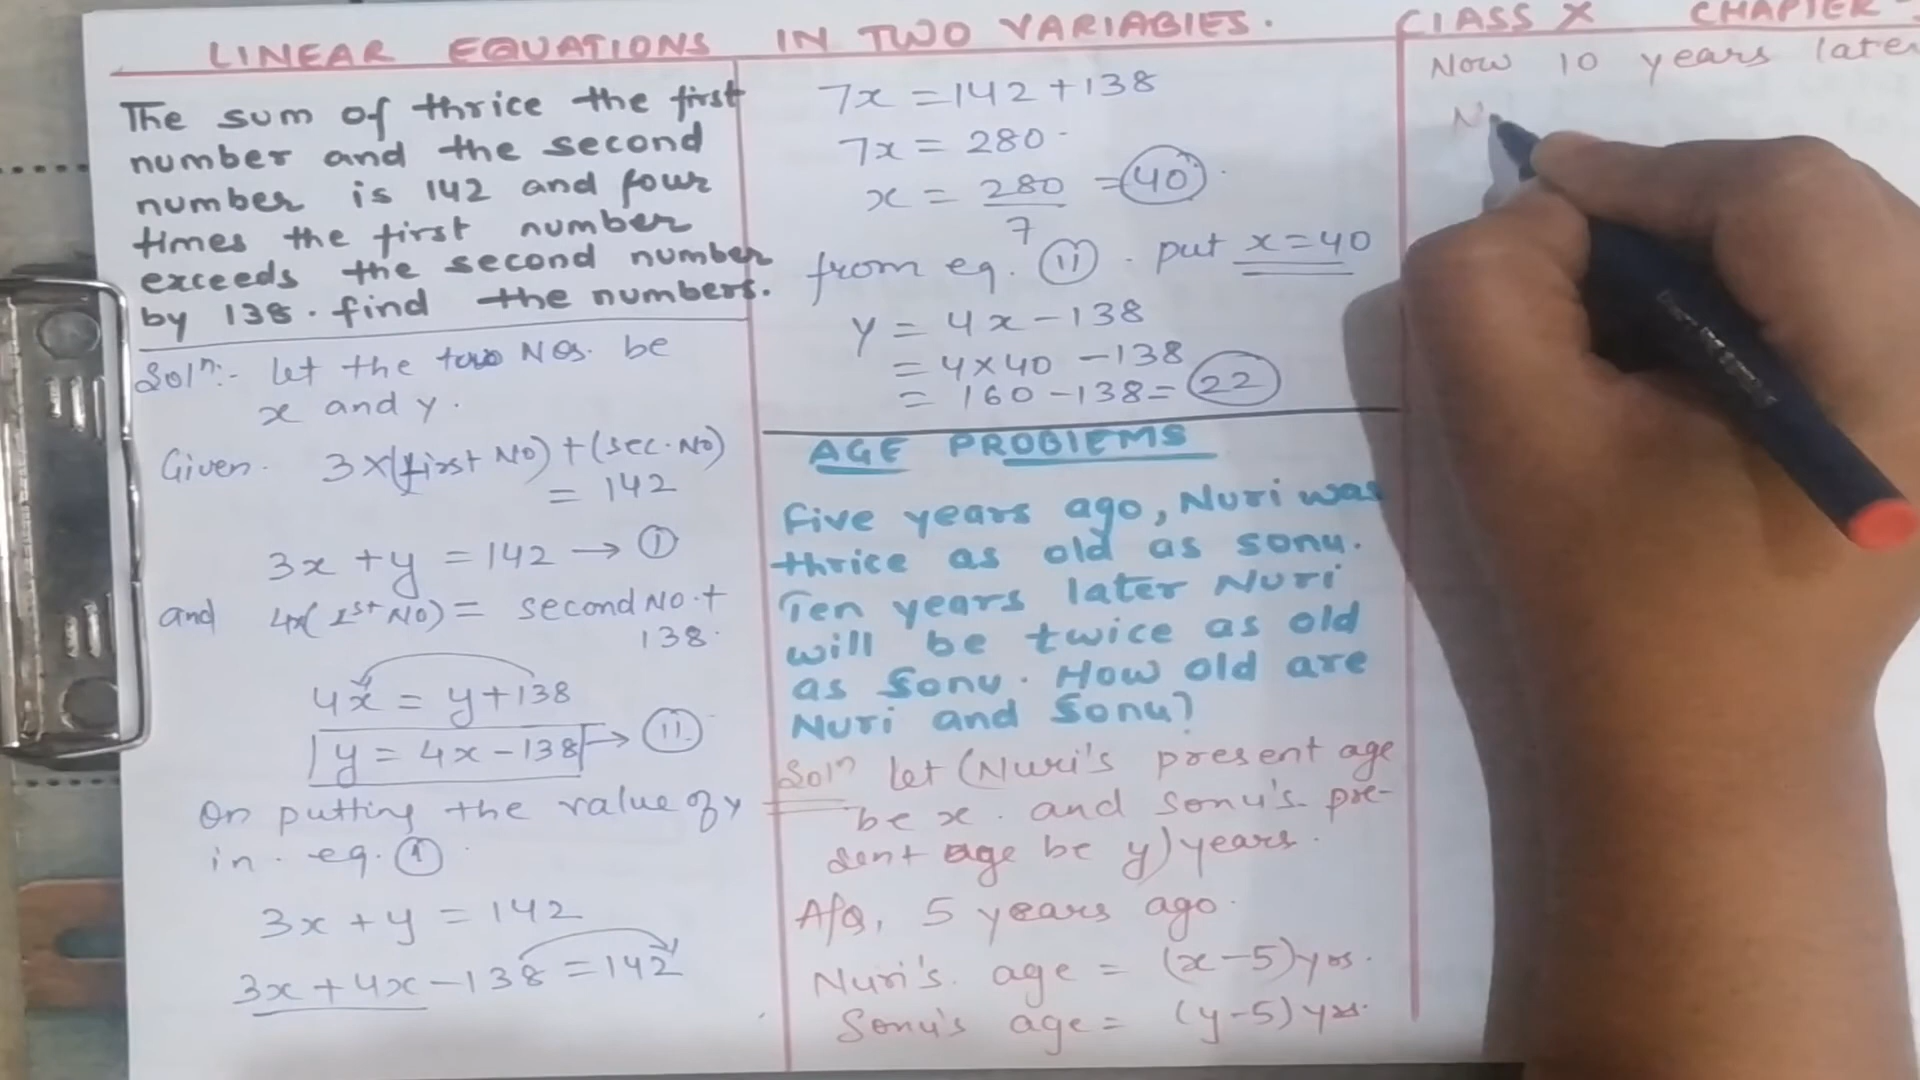 LINEAR EQUATIONS IN TWO VARIABLES. CLASS X CHAPTER
The sum of thrice the first
number and the second
number is 142 and four
times the first number
exceeds the second number
by 138. find the numbers.
Solⁿ:- let the two Nos. be
x and y.
Given. 3×(first No)+(sec. No)
= 142
3x + y = 142 → (I)
and 4x(Ist No) = second No. +
138.
4x = y+138
y = 4x-138 → (II)
On putting the value of y
in. eq. (1)
3x + y = 142
3x + 4x - 138 = 142
7x = 142 + 138
7x = 280
x = 280/7 = 40
from eq. (II). put x = 40
y = 4x - 138
= 4×40 - 138
= 160 - 138 = 22
AGE PROBLEMS
Five years ago, Nuri was
thrice as old as sonu.
Ten years later Nuri
will be twice as old
as Sonu. How old are
Nuri and Sonu?
Solⁿ let (Nuri's present age
be x. and Sonu's pre-
sent age be y) years.
A/Q, 5 years ago.
Nuri's. age = (x-5) yrs.
Sonu's age = (y-5) yrs.
Now 10 years later